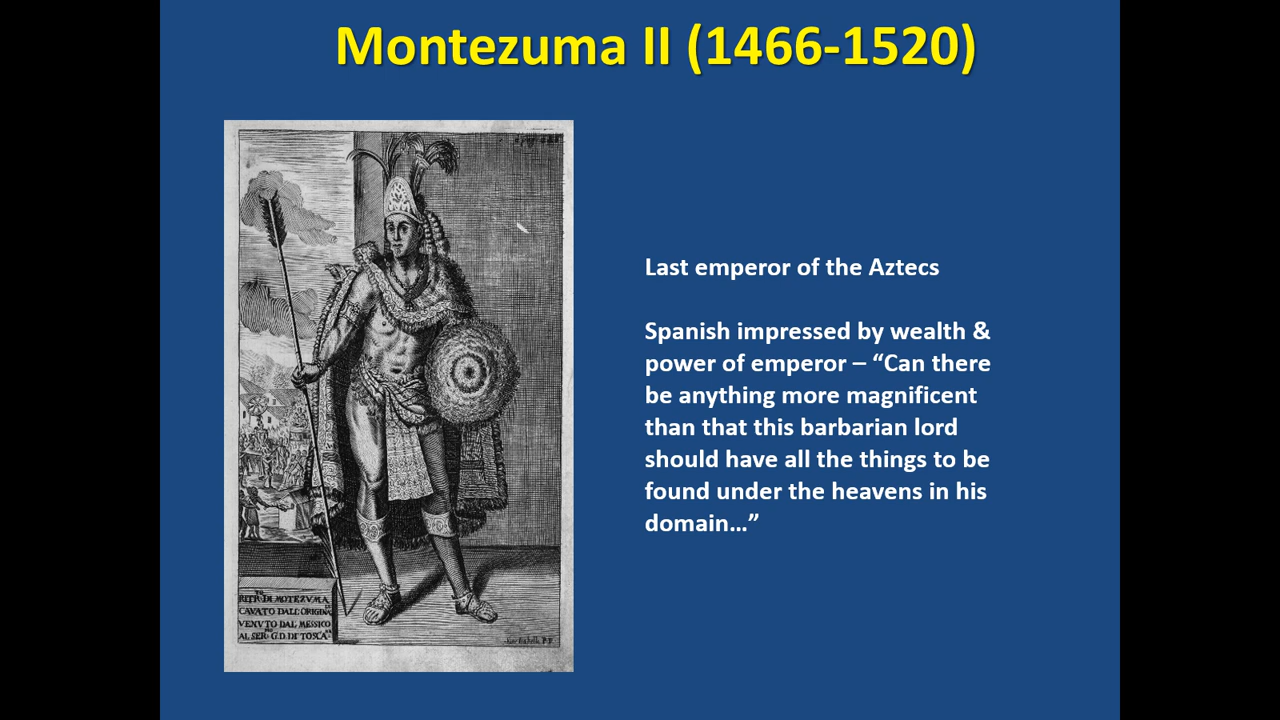 Montezuma II (1466-1520)
Last emperor of the Aztecs
Spanish impressed by wealth &
power of emperor – “Can there
be anything more magnificent
than that this barbarian lord
should have all the things to be
found under the heavens in his
domain…”
RITR.TO DI MOTEZVMA
CAVATO DALL'ORIGINA
VENVTO DAL MESSICO
AL SER. G.D. DI TOSCA